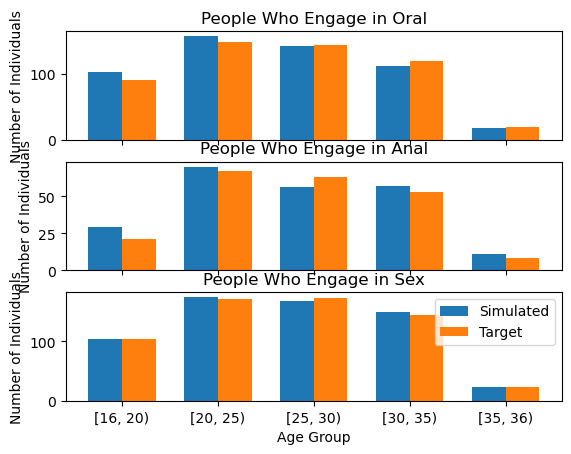 People Who Engage in Oral
Number of Individuals
100
0
People Who Engage in Anal
Number of Individuals
50
25
0
People Who Engage in Sex
Number of Individuals
100
0
Simulated
Target
[16, 20)
[20, 25)
[25, 30)
[30, 35)
[35, 36)
Age Group